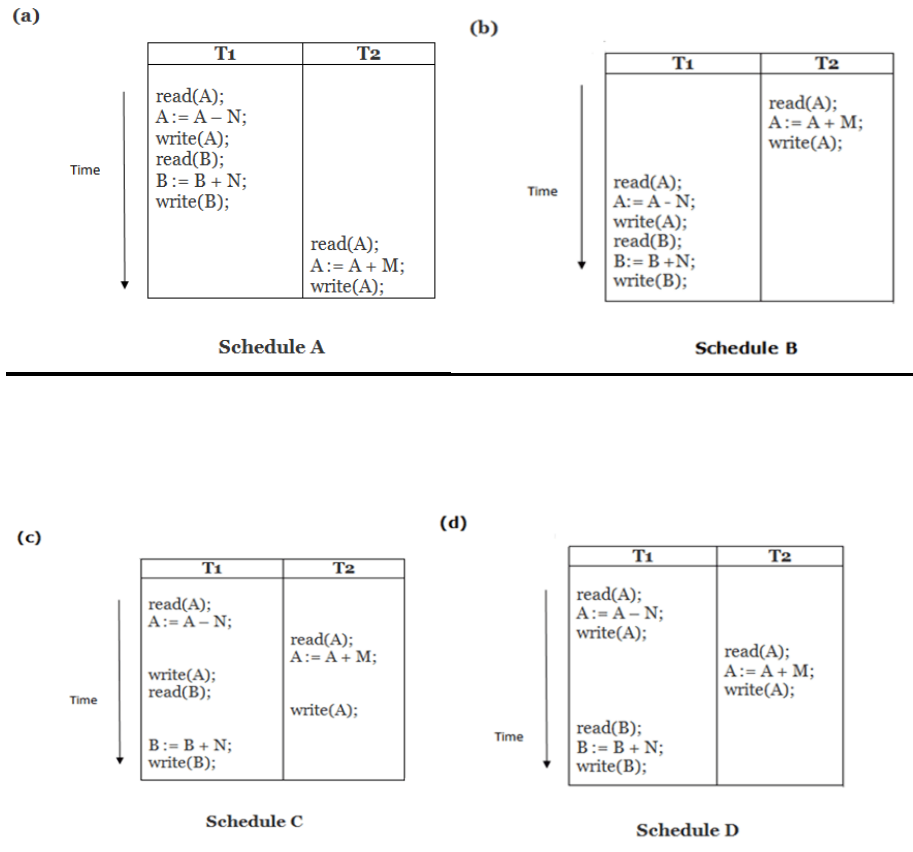 (a)
T1 T2
read(A);
A := A – N;
write(A);
read(B);
B := B + N;
write(B);
read(A);
A := A + M;
write(A);
Time
Schedule A
(b)
T1 T2
read(A);
A := A + M;
write(A);
read(A);
A:= A - N;
write(A);
read(B);
B:= B +N;
write(B);
Time
Schedule B
(c)
T1 T2
read(A);
A := A – N;
read(A);
A := A + M;
write(A);
read(B);
write(A);
B := B + N;
write(B);
Time
Schedule C
(d)
T1 T2
read(A);
A := A – N;
write(A);
read(A);
A := A + M;
write(A);
read(B);
B := B + N;
write(B);
Time
Schedule D